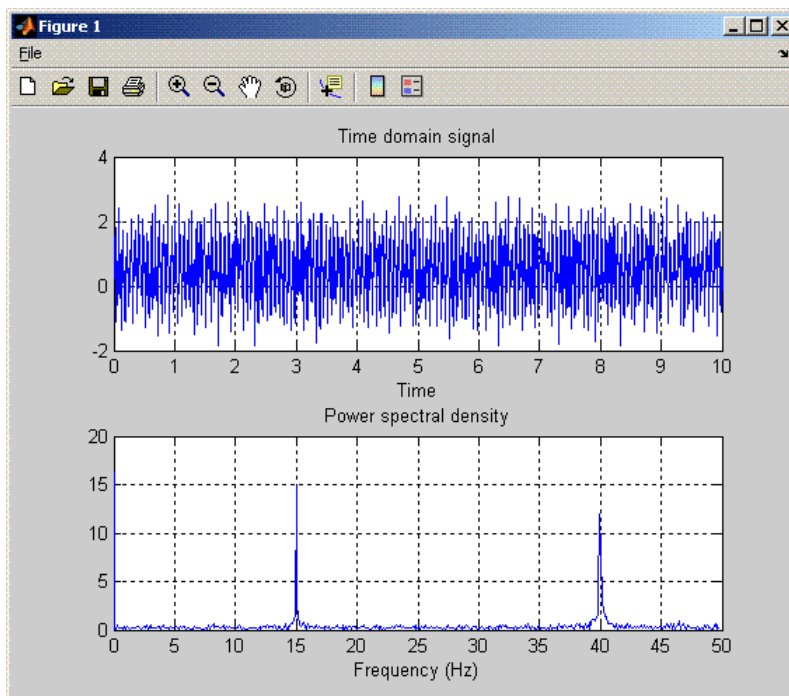 Figure 1
File
Time domain signal
4
2
0
-2
0 1 2 3 4 5 6 7 8 9 10
Time
Power spectral density
20
15
10
5
0
0 5 10 15 20 25 30 35 40 45 50
Frequency (Hz)